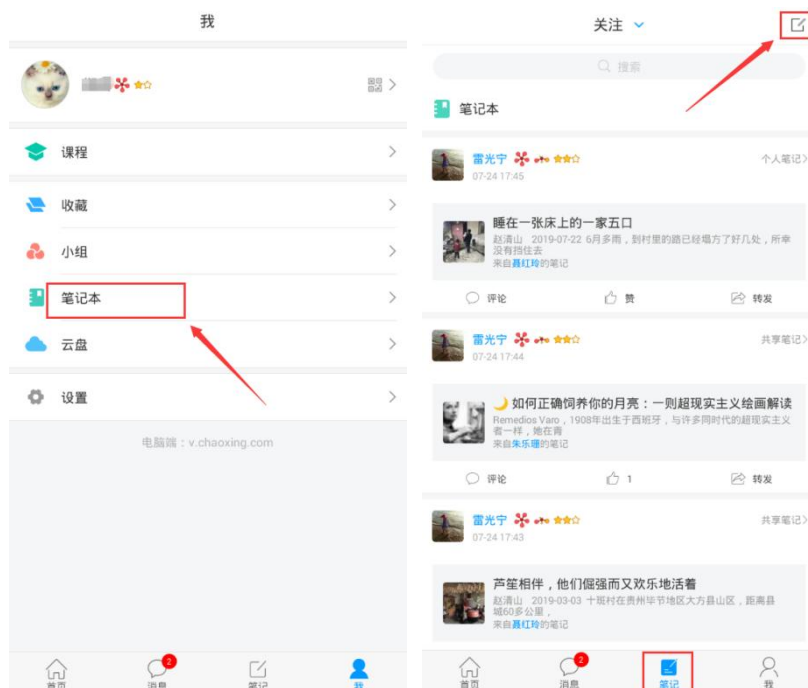 我
课程
收藏
小组
笔记本
云盘
设置
电脑端：v.chaoxing.com
首页
2
消息
笔记
我
关注
搜索
笔记本
雷光宁
个人笔记
07-24 17:45
睡在一张床上的一家五口
赵清山 2019-07-22 6月多雨，到村里的路已经塌方了好几处，所幸
没有挡住去
来自聂红玲的笔记
评论
赞
转发
雷光宁
共享笔记
07-24 17:44
如何正确饲养你的月亮：一则超现实主义绘画解读
Remedios Varo，1908年出生于西班牙，与许多同时代的超现实主义
者一样，她在青
来自朱乐珊的笔记
评论
1
转发
雷光宁
共享笔记
07-24 17:43
芦笙相伴，他们倔强而又欢乐地活着
赵清山 2019-03-03 十班村在贵州毕节地区大方县山区，距离县
城60多公里，
来自聂红玲的笔记
首页
2
消息
笔记
我